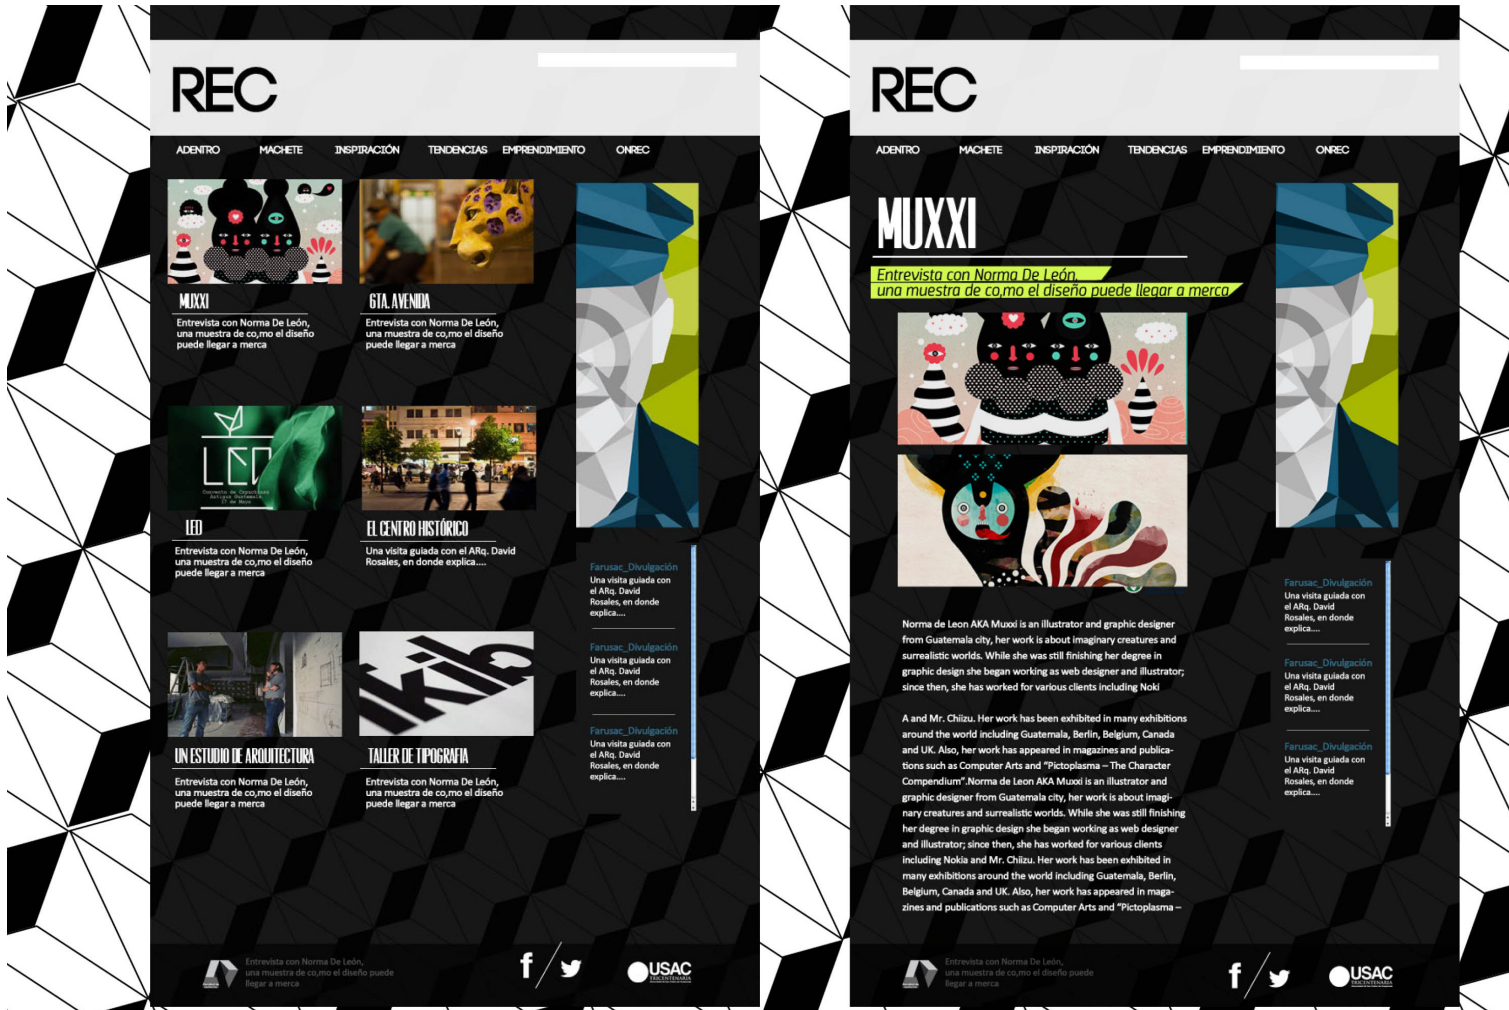 REC
ADENTRO MACHETE INSPIRACIÓN TENDENCIAS EMPRENDIMIENTO ONREC
MUXXI
Entrevista con Norma De León,
una muestra de co,mo el diseño
puede llegar a merca
6TA. AVENIDA
Entrevista con Norma De León,
una muestra de co,mo el diseño
puede llegar a merca
LED
Convento de Capuchinas
Antigua Guatemala
17 de Mayo
LED
Entrevista con Norma De León,
una muestra de co,mo el diseño
puede llegar a merca
EL CENTRO HISTÓRICO
Una visita guiada con el ARq. David
Rosales, en donde explica....
UN ESTUDIO DE ARQUITECTURA
Entrevista con Norma De León,
una muestra de co,mo el diseño
puede llegar a merca
TALLER DE TIPOGRAFIA
Entrevista con Norma De León,
una muestra de co,mo el diseño
puede llegar a merca
Farusac_Divulgación
Una visita guiada con
el ARq. David
Rosales, en donde
explica....
Farusac_Divulgación
Una visita guiada con
el ARq. David
Rosales, en donde
explica....
Farusac_Divulgación
Una visita guiada con
el ARq. David
Rosales, en donde
explica....
Entrevista con Norma De León,
una muestra de co,mo el diseño puede
llegar a merca
f
USAC
TRICENTENARIA
REC
ADENTRO MACHETE INSPIRACIÓN TENDENCIAS EMPRENDIMIENTO ONREC
MUXXI
Entrevista con Norma De León,
una muestra de co,mo el diseño puede llegar a merca
Norma de Leon AKA Muxxi is an illustrator and graphic designer
from Guatemala city, her work is about imaginary creatures and
surrealistic worlds. While she was still finishing her degree in
graphic design she began working as web designer and illustrator;
since then, she has worked for various clients including Noki
A and Mr. Chiizu. Her work has been exhibited in many exhibitions
around the world including Guatemala, Berlin, Belgium, Canada
and UK. Also, her work has appeared in magazines and publica-
tions such as Computer Arts and “Pictoplasma – The Character
Compendium”.Norma de Leon AKA Muxxi is an illustrator and
graphic designer from Guatemala city, her work is about imagi-
nary creatures and surrealistic worlds. While she was still finishing
her degree in graphic design she began working as web designer
and illustrator; since then, she has worked for various clients
including Nokia and Mr. Chiizu. Her work has been exhibited in
many exhibitions around the world including Guatemala, Berlin,
Belgium, Canada and UK. Also, her work has appeared in maga-
zines and publications such as Computer Arts and “Pictoplasma –
Farusac_Divulgación
Una visita guiada con
el ARq. David
Rosales, en donde
explica....
Farusac_Divulgación
Una visita guiada con
el ARq. David
Rosales, en donde
explica....
Farusac_Divulgación
Una visita guiada con
el ARq. David
Rosales, en donde
explica....
Entrevista con Norma De León,
una muestra de co,mo el diseño puede
llegar a merca
f
USAC
TRICENTENARIA